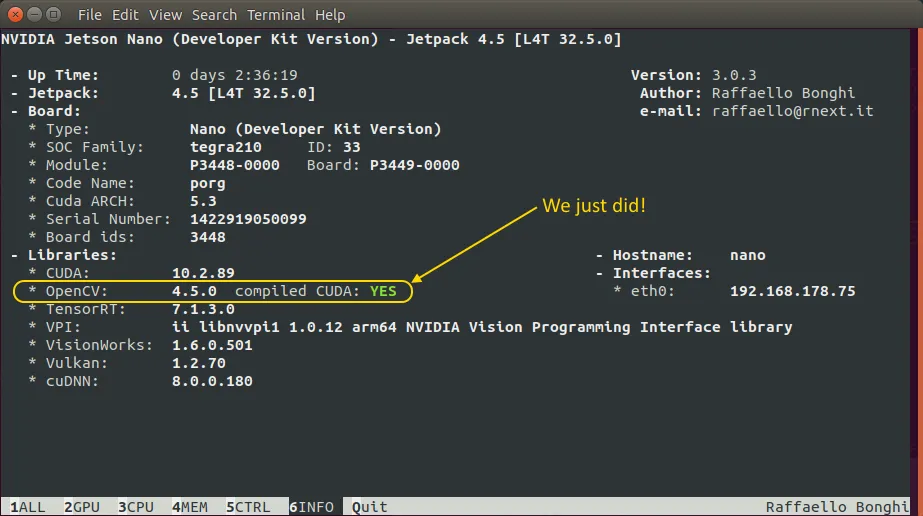 File Edit View Search Terminal Help
NVIDIA Jetson Nano (Developer Kit Version) - Jetpack 4.5 [L4T 32.5.0]
- Up Time: 0 days 2:36:19 Version: 3.0.3
- Jetpack: 4.5 [L4T 32.5.0] Author: Raffaello Bonghi
- Board: e-mail: raffaello@rnext.it
* Type: Nano (Developer Kit Version)
* SOC Family: tegra210 ID: 33
* Module: P3448-0000 Board: P3449-0000
* Code Name: porg
* Cuda ARCH: 5.3
* Serial Number: 1422919050099
* Board ids: 3448
We just did!
- Libraries: - Hostname: nano
* CUDA: 10.2.89 - Interfaces:
* OpenCV: 4.5.0 compiled CUDA: YES * eth0: 192.168.178.75
* TensorRT: 7.1.3.0
* VPI: ii libnvvpi1 1.0.12 arm64 NVIDIA Vision Programming Interface library
* VisionWorks: 1.6.0.501
* Vulkan: 1.2.70
* cuDNN: 8.0.0.180
1ALL 2GPU 3CPU 4MEM 5CTRL 6INFO Quit Raffaello Bonghi